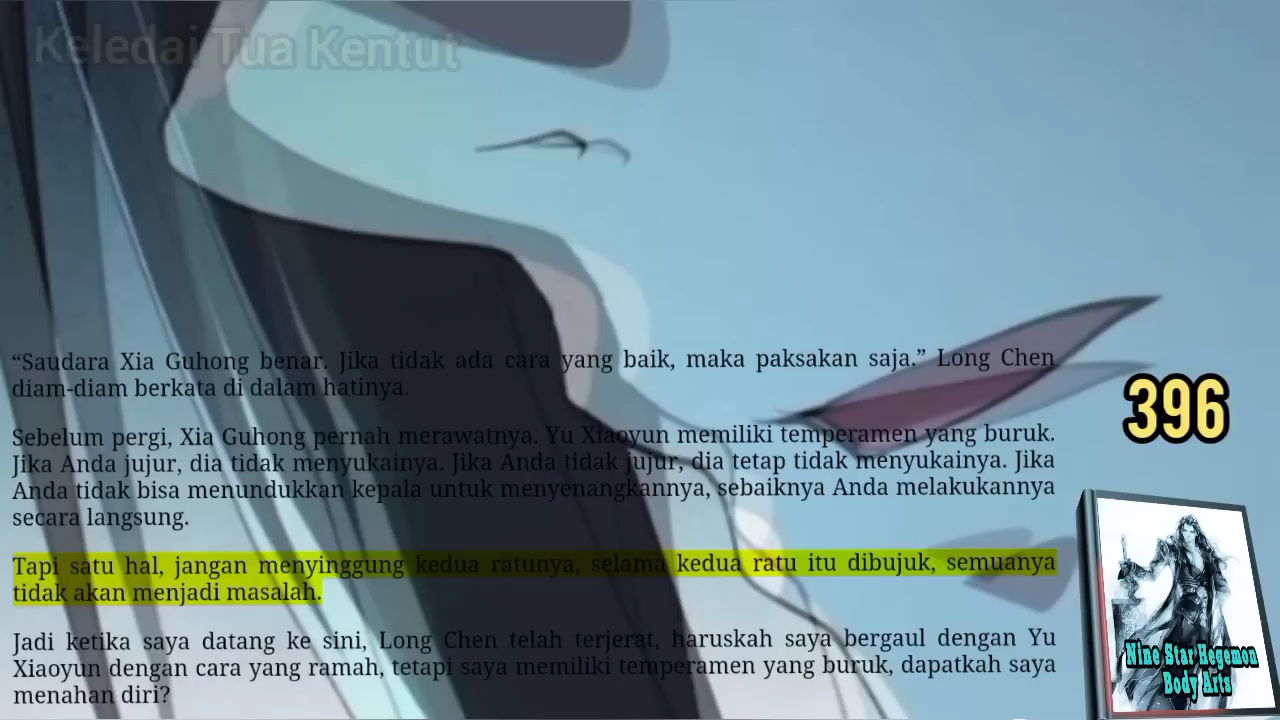 Keledai Tua Kentut
“Saudara Xia Guhong benar. Jika tidak ada cara yang baik, maka paksakan saja.” Long Chen
diam-diam berkata di dalam hatinya.
Sebelum pergi, Xia Guhong pernah merawatnya. Yu Xiaoyun memiliki temperamen yang buruk.
Jika Anda jujur, dia tidak menyukainya. Jika Anda tidak jujur, dia tetap tidak menyukainya. Jika
Anda tidak bisa menundukkan kepala untuk menyenangkannya, sebaiknya Anda melakukannya
secara langsung.
Tapi satu hal, jangan menyinggung kedua ratunya, selama kedua ratu itu dibujuk, semuanya
tidak akan menjadi masalah.
Jadi ketika saya datang ke sini, Long Chen telah terjerat, haruskah saya bergaul dengan Yu
Xiaoyun dengan cara yang ramah, tetapi saya memiliki temperamen yang buruk, dapatkah saya
menahan diri?
396
Nine Star Hegemon
Body Arts